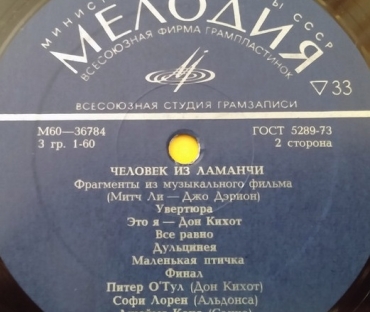 МИНИС Ы СССР
МЕЛОДИЯ
ВСЕСОЮЗНАЯ ФИРМА ГРАМПЛАСТИНОК
▽33
ВСЕСОЮЗНАЯ СТУДИЯ ГРАМЗАПИСИ
М60—36784 ГОСТ 5289-73
3 гр. 1-60 2 сторона
ЧЕЛОВЕК ИЗ ЛАМАНЧИ
Фрагменты из музыкального фильма
(Митч Ли — Джо Дэрион)
Увертюра
Это я — Дон Кихот
Все равно
Дульцинея
Маленькая птичка
Финал
Питер О'Тул (Дон Кихот)
Софи Лорен (Альдонса)